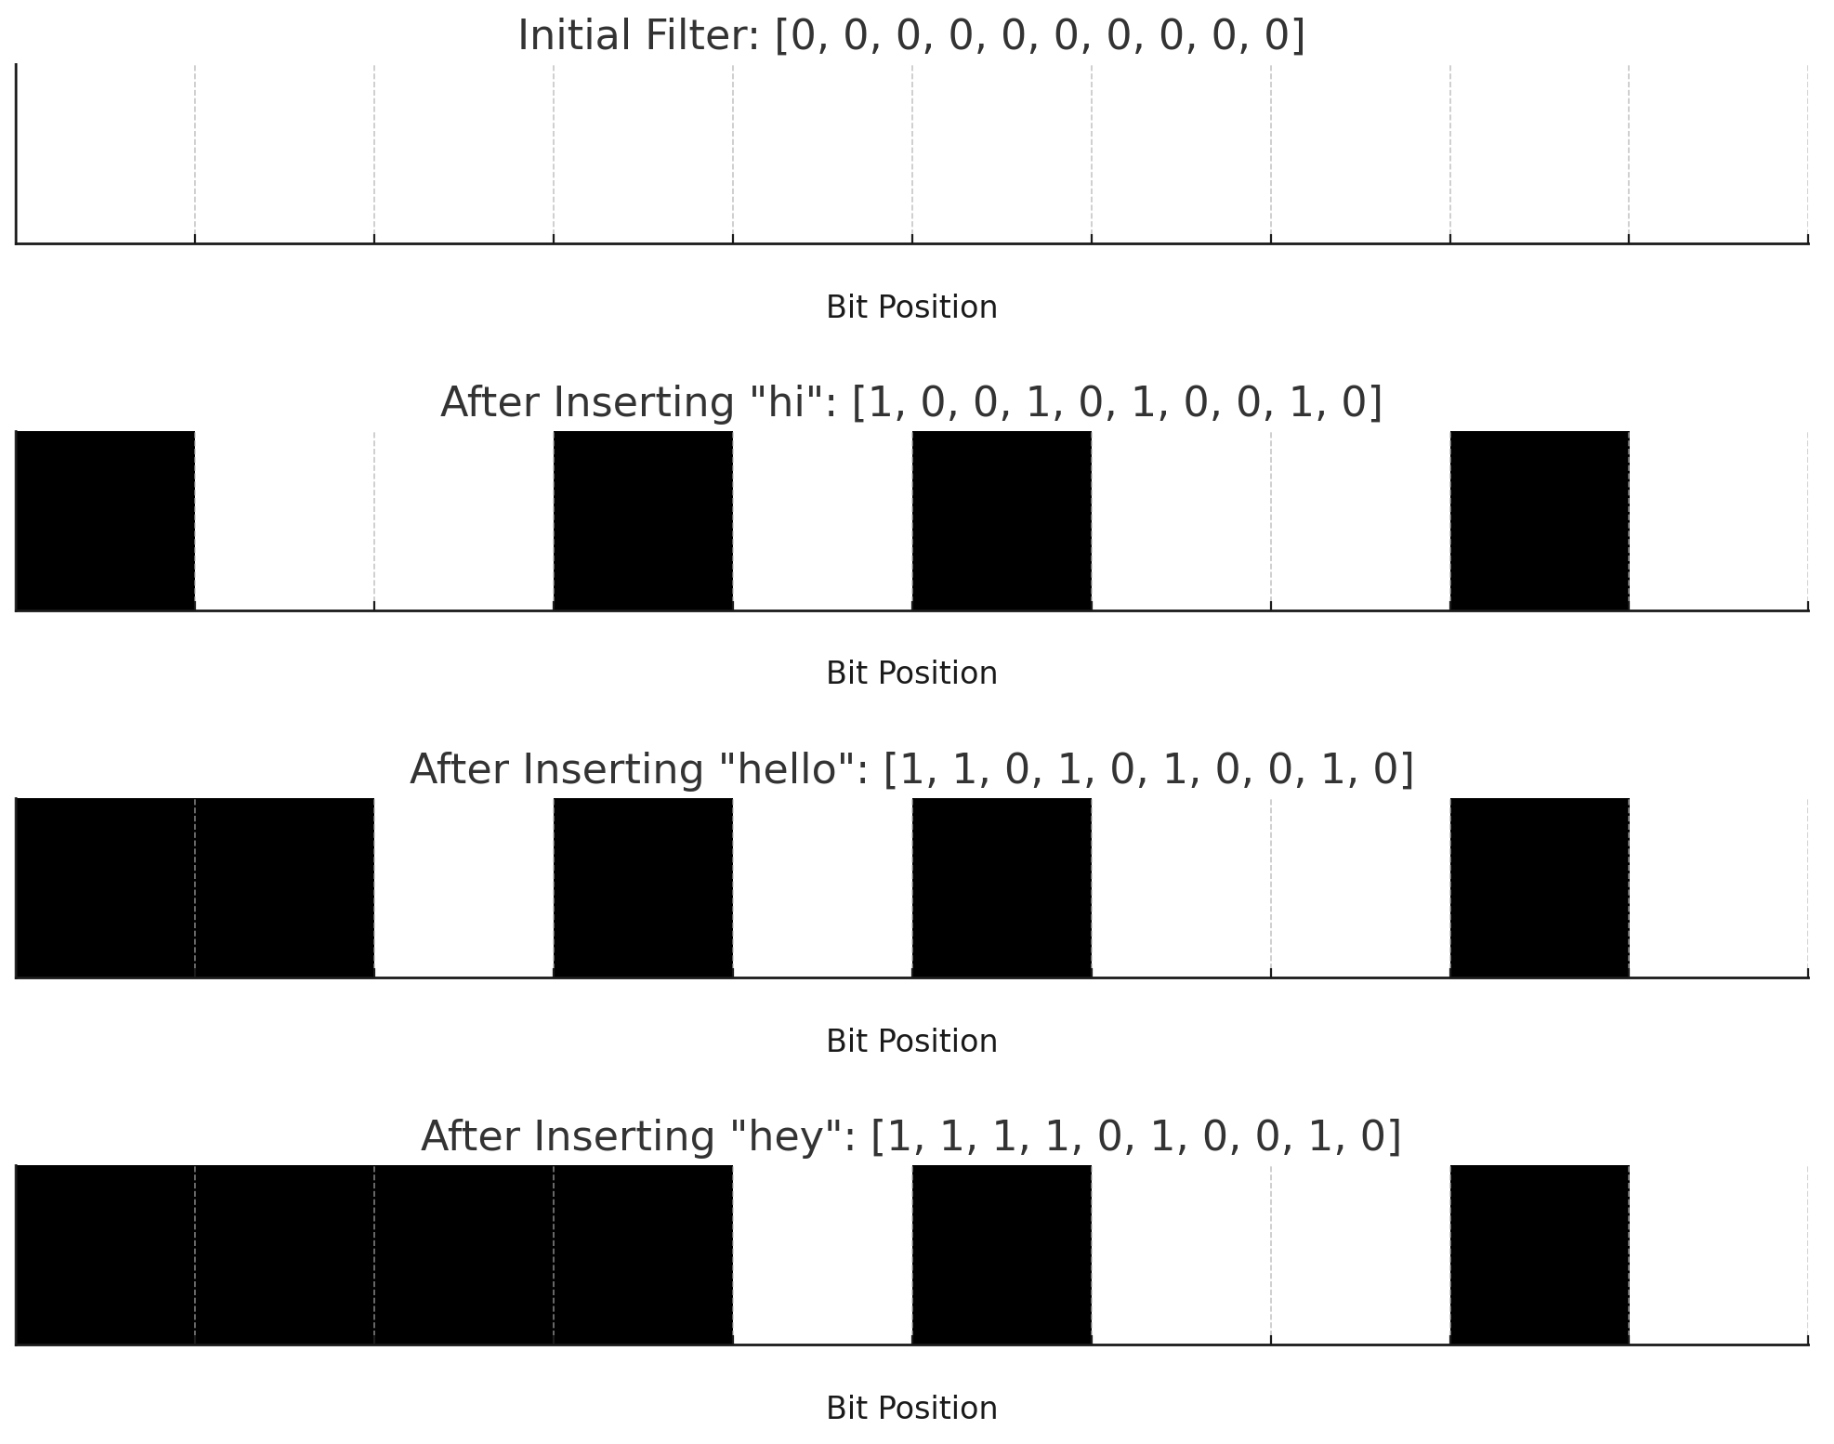 Initial Filter: [0, 0, 0, 0, 0, 0, 0, 0, 0, 0]
Bit Position
After Inserting "hi": [1, 0, 0, 1, 0, 1, 0, 0, 1, 0]
Bit Position
After Inserting "hello": [1, 1, 0, 1, 0, 1, 0, 0, 1, 0]
Bit Position
After Inserting "hey": [1, 1, 1, 1, 0, 1, 0, 0, 1, 0]
Bit Position